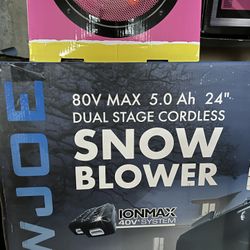 80V MAX 5.0 Ah 24"
DUAL STAGE CORDLESS
SNOW
BLOWER
WJOE
IONMAX
40V SYSTEM